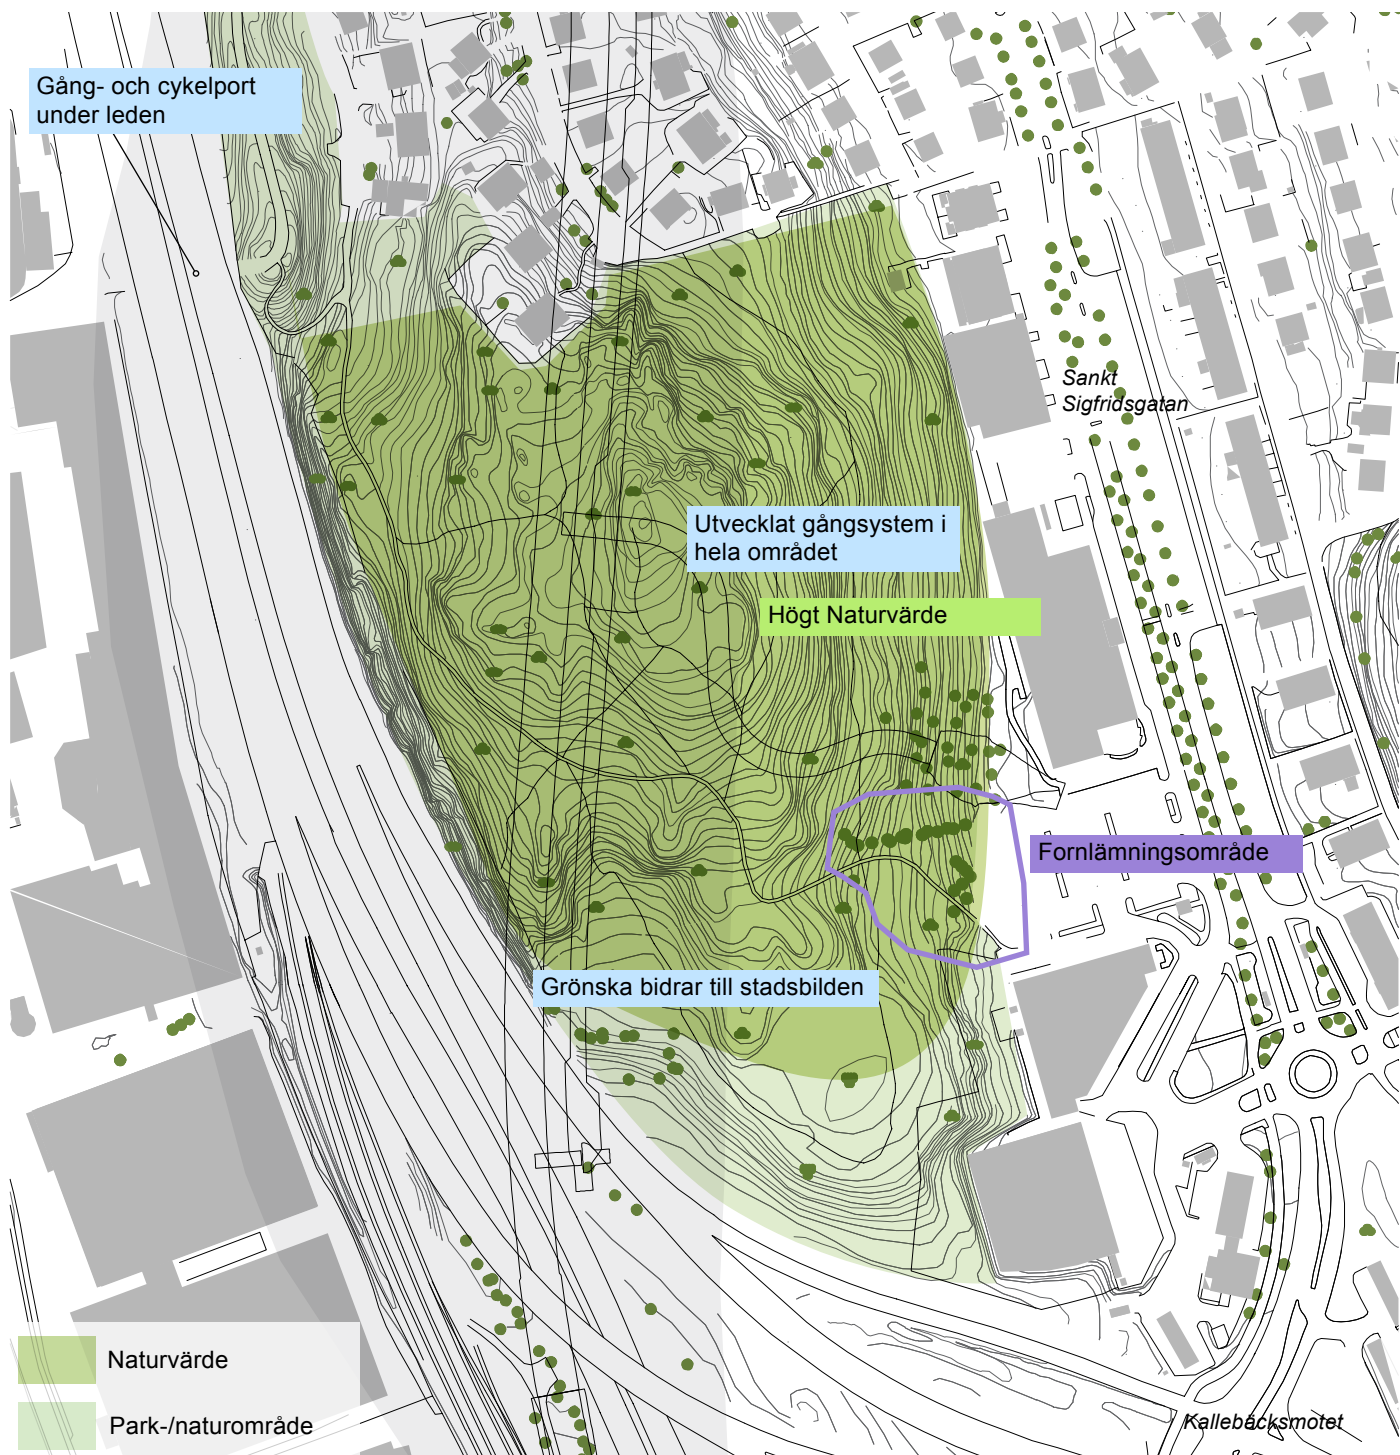 Gång- och cykelport
under leden
Sankt
Sigfridsgatan
Utvecklat gångsystem i
hela området
Högt Naturvärde
Fornlämningsområde
Grönska bidrar till stadsbilden
Naturvärde
Park-/naturområde
Kallebäcksmotet